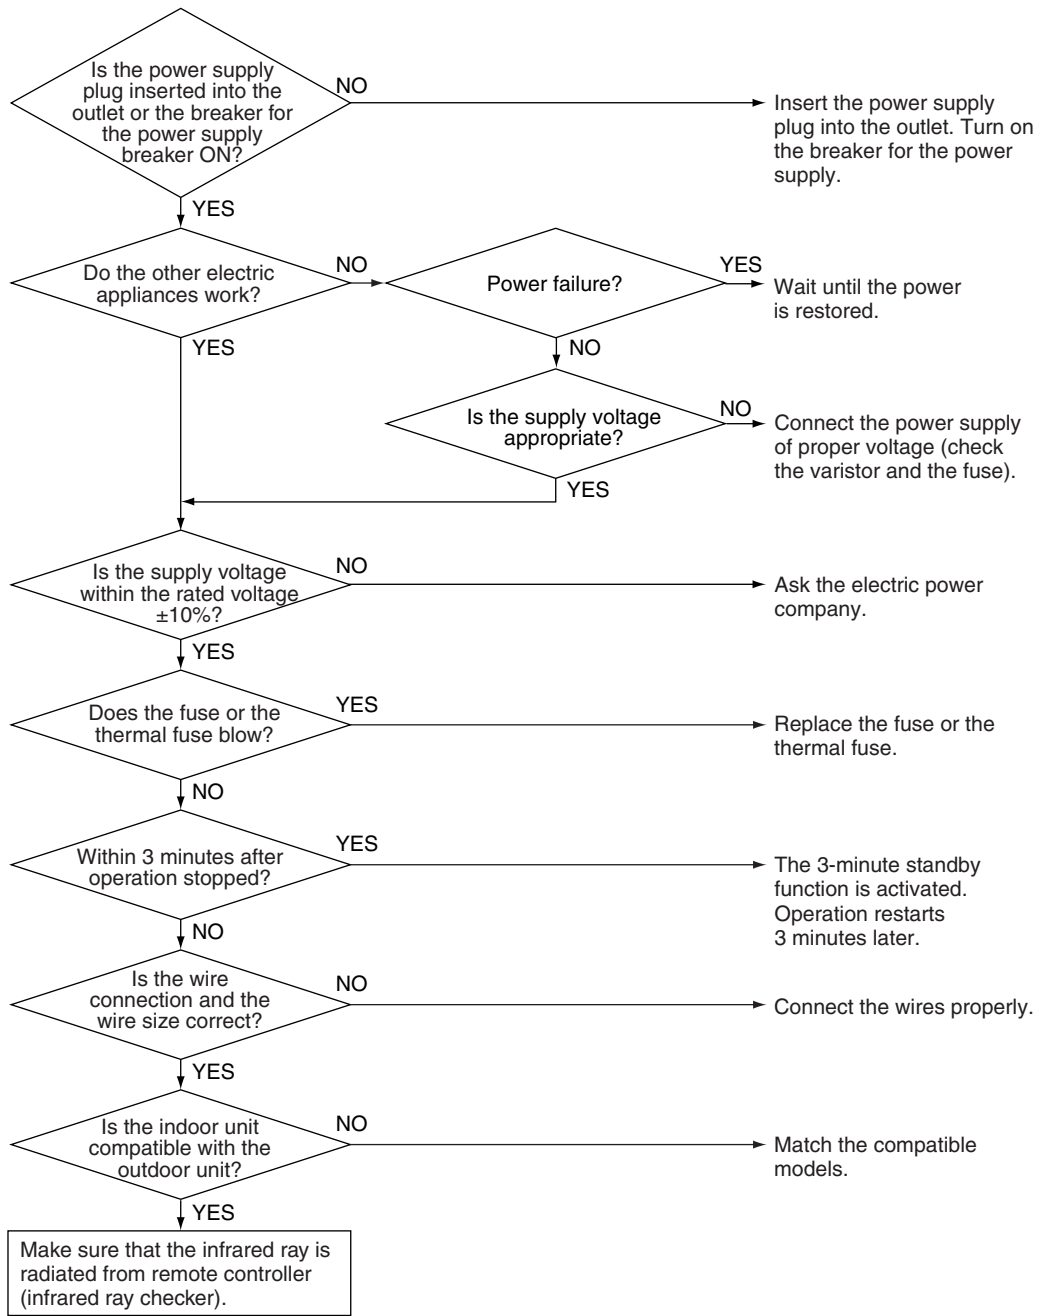 Is the power supply
plug inserted into the
outlet or the breaker for
the power supply
breaker ON?
NO
Insert the power supply
plug into the outlet. Turn on
the breaker for the power
supply.
YES
Do the other electric
appliances work?
NO
Power failure?
YES
Wait until the power
is restored.
YES
NO
Is the supply voltage
appropriate?
NO
Connect the power supply
of proper voltage (check
the varistor and the fuse).
YES
Is the supply voltage
within the rated voltage
±10%?
NO
Ask the electric power
company.
YES
Does the fuse or the
thermal fuse blow?
YES
Replace the fuse or the
thermal fuse.
NO
Within 3 minutes after
operation stopped?
YES
The 3-minute standby
function is activated.
Operation restarts
3 minutes later.
NO
Is the wire
connection and the
wire size correct?
NO
Connect the wires properly.
YES
Is the indoor unit
compatible with the
outdoor unit?
NO
Match the compatible
models.
YES
Make sure that the infrared ray is
radiated from remote controller
(infrared ray checker).